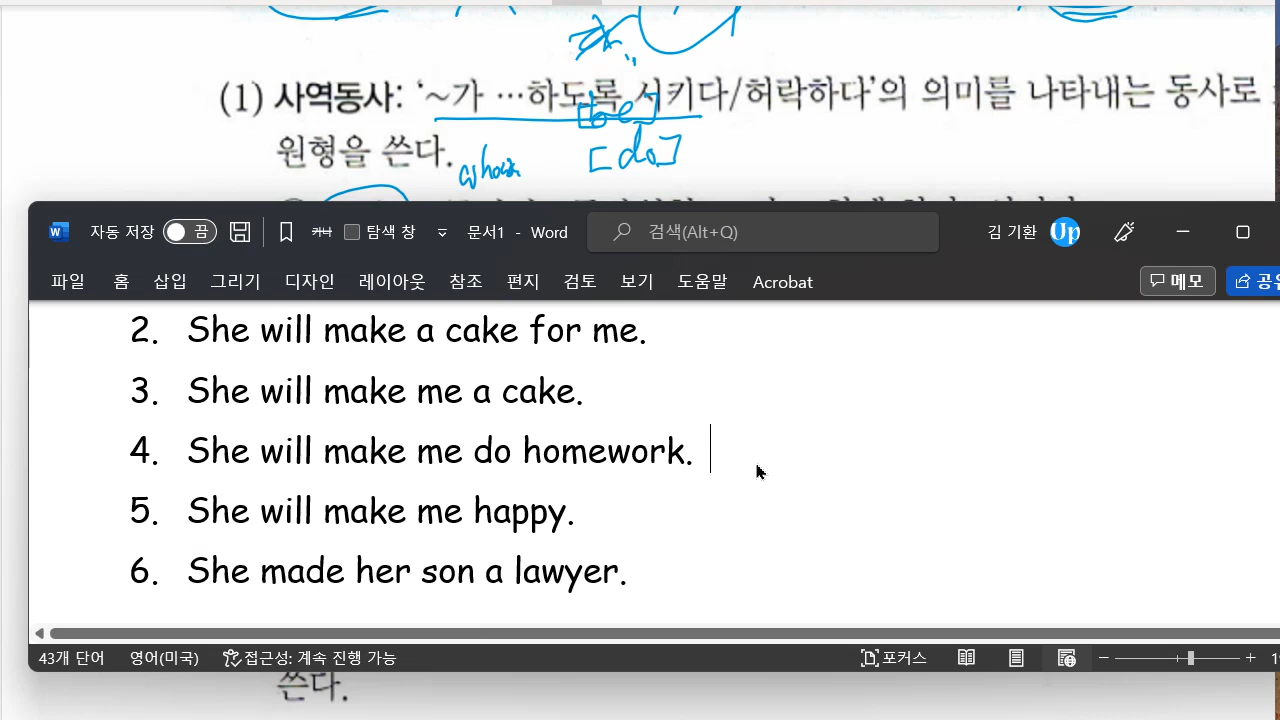 (1) 사역동사: ‘~가 …하도록 시키다/허락하다’의 의미를 나타내는 동사로
[be]
원형을 쓴다.
[do]
자동 저장 끔 탐색 창 문서1 - Word 검색(Alt+Q) 김 기환 Up
파일 홈 삽입 그리기 디자인 레이아웃 참조 편지 검토 보기 도움말 Acrobat 메모
2. She will make a cake for me.
3. She will make me a cake.
4. She will make me do homework.
5. She will make me happy.
6. She made her son a lawyer.
43개 단어 영어(미국) 접근성: 계속 진행 가능 포커스
쓴다.